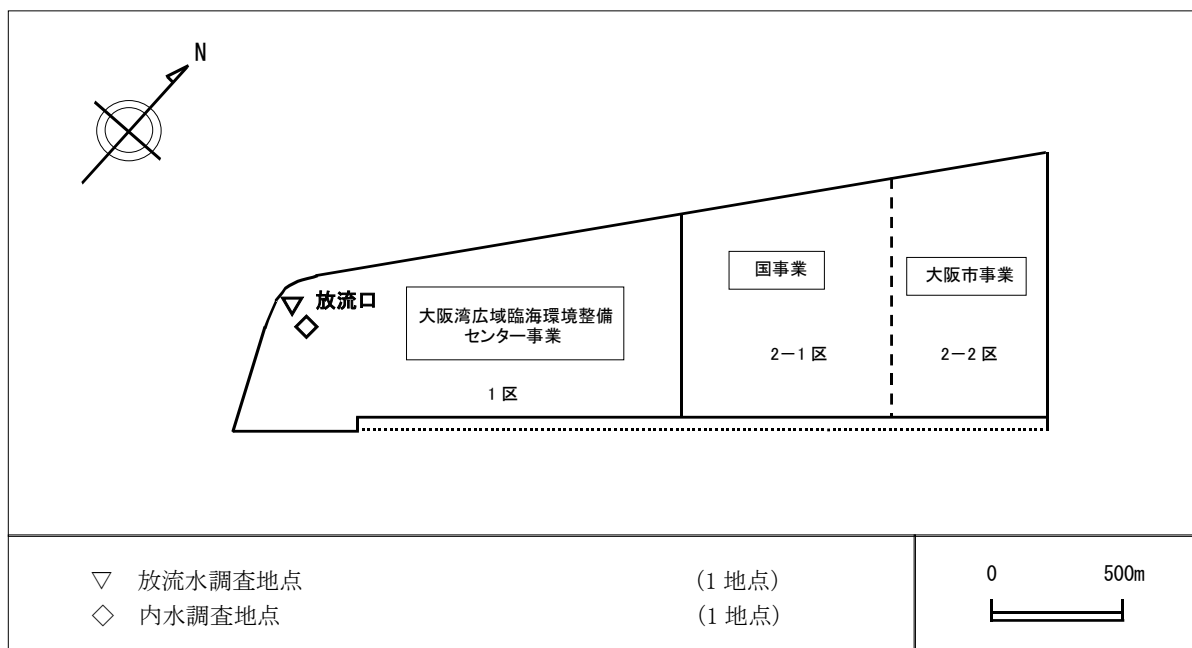 N
放流口
大阪湾広域臨海環境整備
センター事業
1 区
国事業
2－1 区
大阪市事業
2－2 区
▽ 放流水調査地点 (1 地点)
◇ 内水調査地点 (1 地点)
0 500m